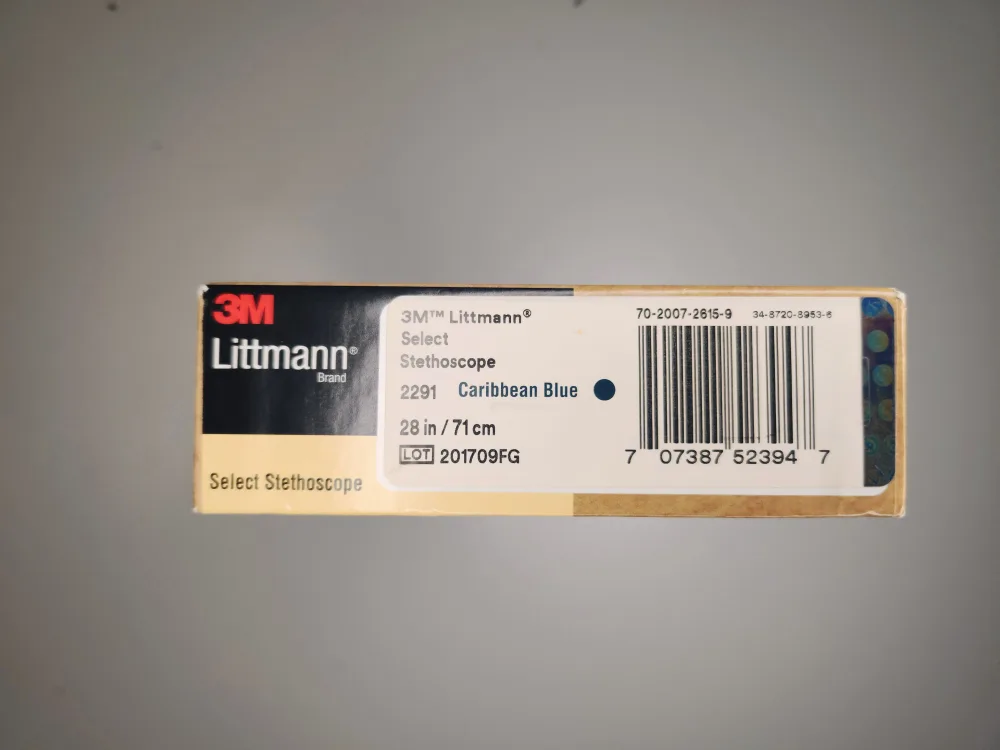 3M
Littmann®
Brand
Select Stethoscope
3M™ Littmann®
Select
Stethoscope
2291 Caribbean Blue
28 in / 71 cm
LOT 201709FG
70-2007-2615-9 34-8720-8953-6
7 07387 52394 7